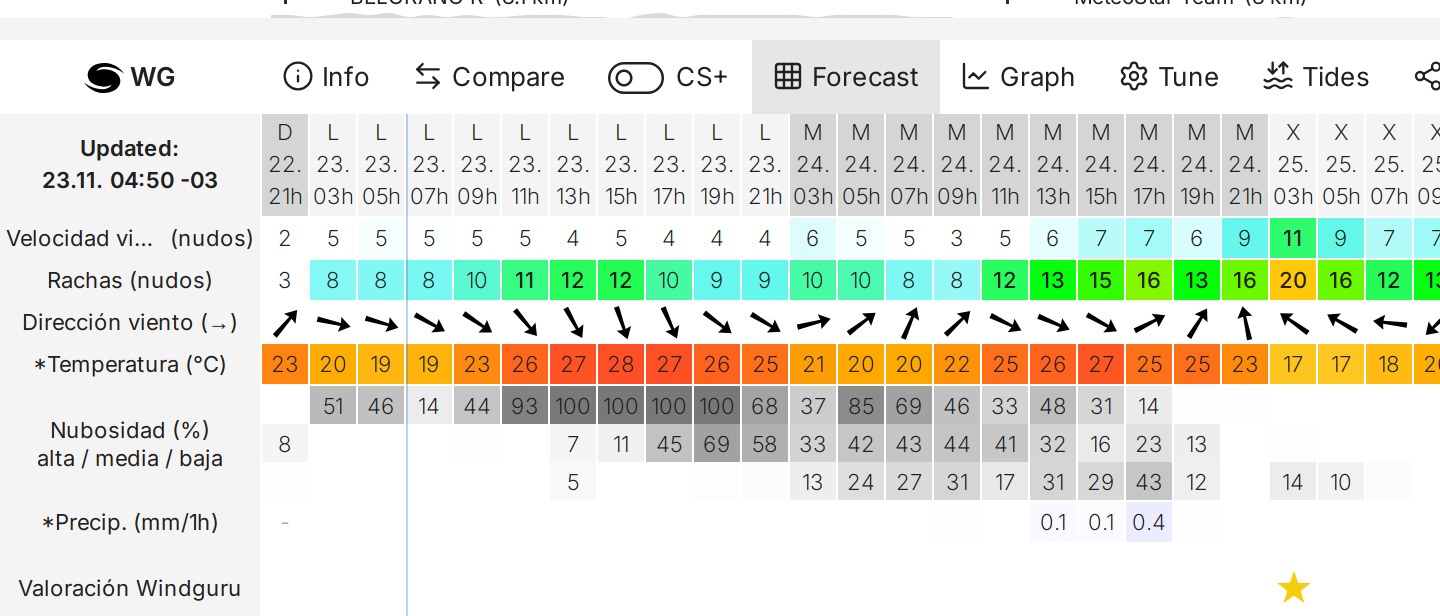 BELGRANO R (3.1 km)
WG Info Compare CS+ Forecast Graph Tune Tides
Updated:
23.11. 04:50 -03
D L L L L L L L L L L M M M M M M M M M M X X X X
22. 23. 23. 23. 23. 23. 23. 23. 23. 23. 23. 24. 24. 24. 24. 24. 24. 24. 24. 24. 24. 25. 25. 25.
21h 03h 05h 07h 09h 11h 13h 15h 17h 19h 21h 03h 05h 07h 09h 11h 13h 15h 17h 19h 21h 03h 05h 07h
Velocidad vi... (nudos) 2 5 5 5 5 5 4 5 4 4 4 6 5 5 3 5 6 7 7 6 9 11 9 7 7
Rachas (nudos) 3 8 8 8 10 11 12 12 10 9 9 10 10 8 8 12 13 15 16 13 16 20 16 12 13
Dirección viento (→)
*Temperatura (°C) 23 20 19 19 23 26 27 28 27 26 25 21 20 20 22 25 26 27 25 25 23 17 17 18
51 46 14 44 93 100 100 100 100 68 37 85 69 46 33 48 31 14
Nubosidad (%)
alta / media / baja
8 7 11 45 69 58 33 42 43 44 41 32 16 23 13
5 13 24 27 31 17 31 29 43 12 14 10
*Precip. (mm/1h) - 0.1 0.1 0.4
Valoración Windguru